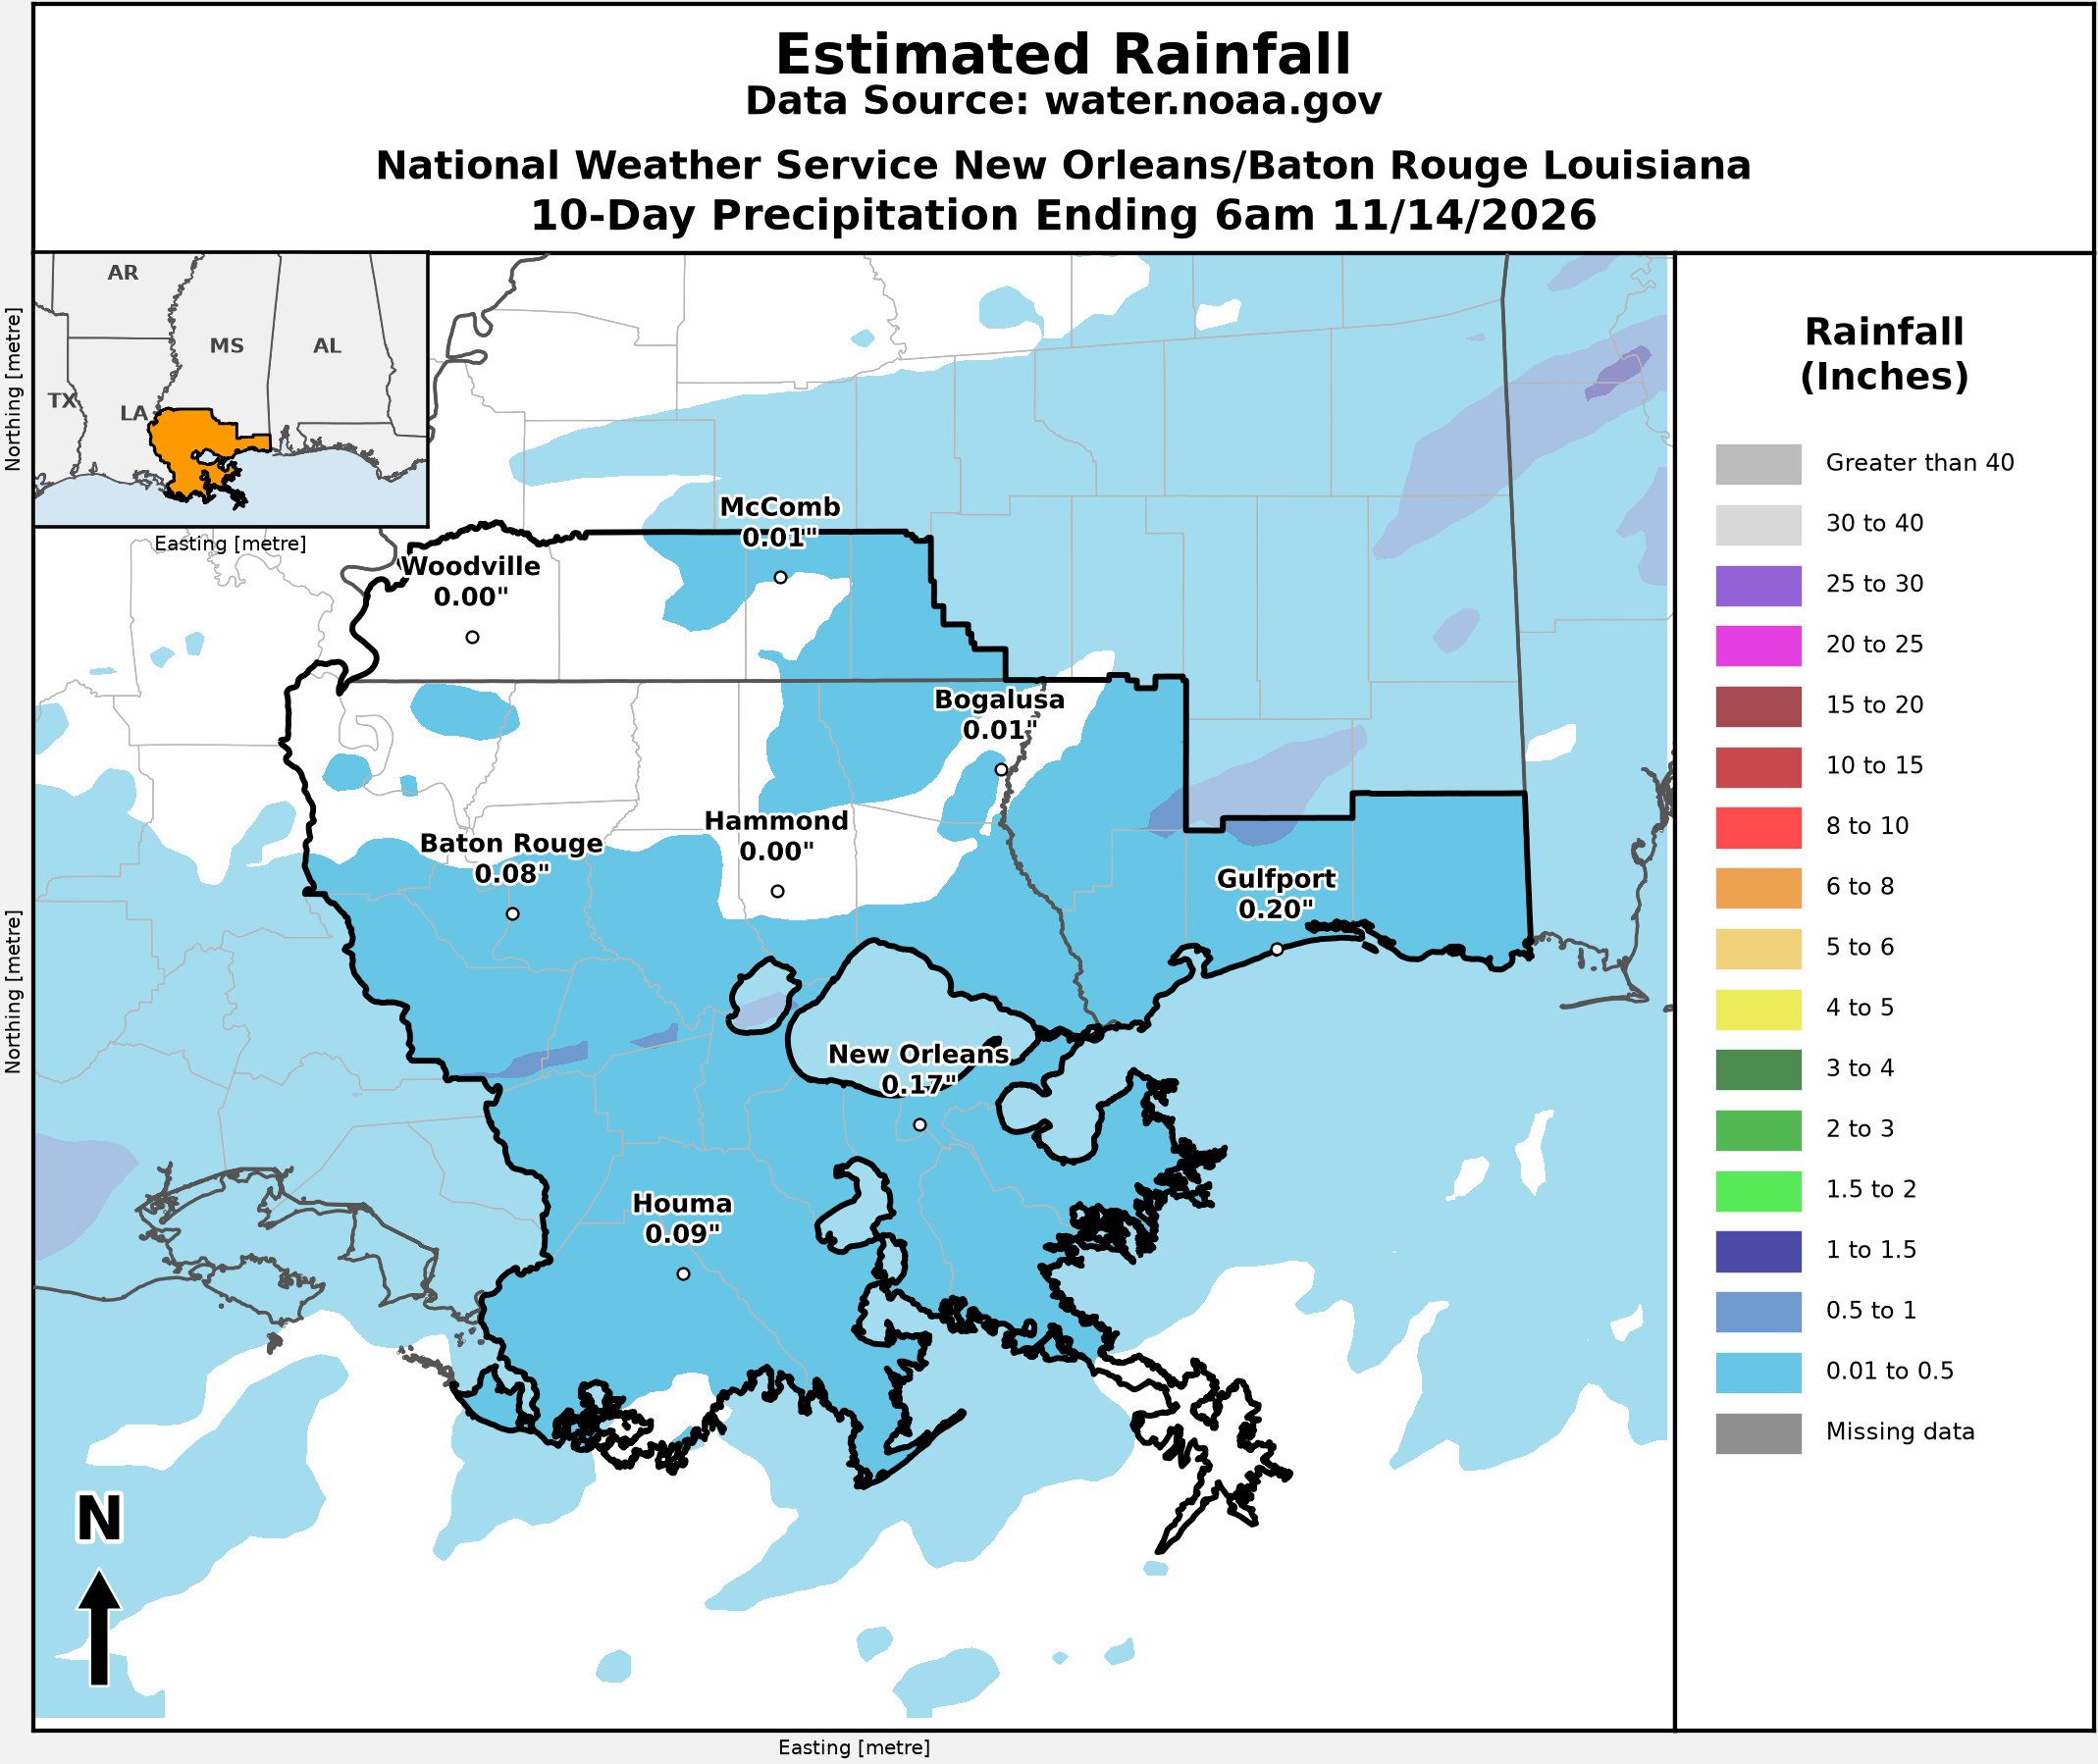 Estimated Rainfall
Data Source: water.noaa.gov
National Weather Service New Orleans/Baton Rouge Louisiana
10-Day Precipitation Ending 6am 11/14/2026
AR
MS
AL
TX
LA
Northing [metre]
Easting [metre]
McComb
0.01"
Woodville
0.00"
Bogalusa
0.01"
Hammond
0.00"
Baton Rouge
0.08"
Gulfport
0.20"
New Orleans
0.17"
Houma
0.09"
N
Northing [metre]
Easting [metre]
Rainfall
(Inches)
Greater than 40
30 to 40
25 to 30
20 to 25
15 to 20
10 to 15
8 to 10
6 to 8
5 to 6
4 to 5
3 to 4
2 to 3
1.5 to 2
1 to 1.5
0.5 to 1
0.01 to 0.5
Missing data